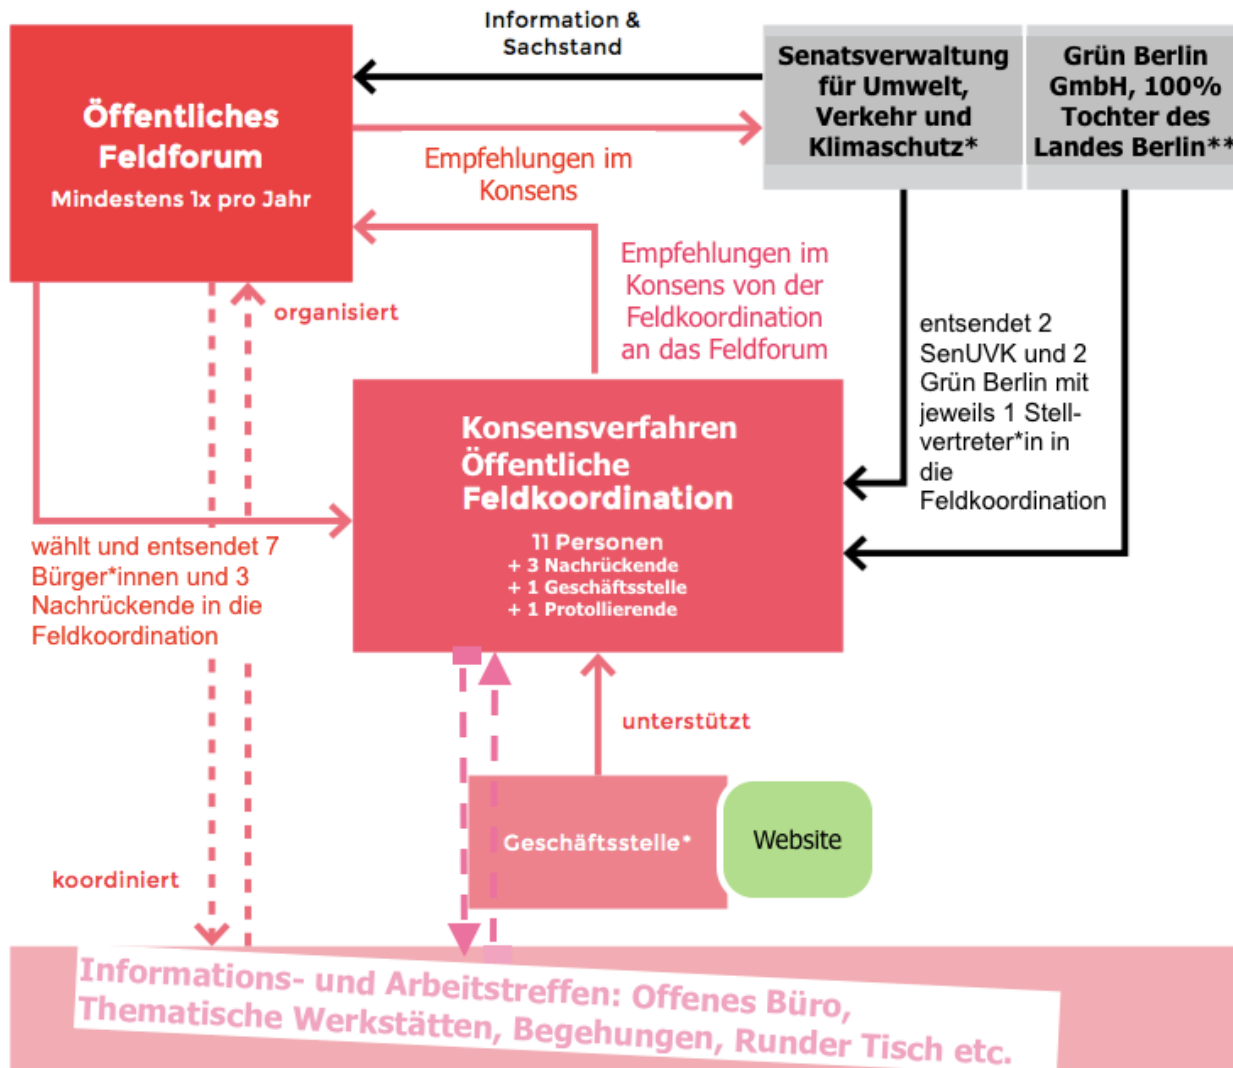 Information &
Sachstand
Öffentliches
Feldforum
Mindestens 1x pro Jahr
Senatsverwaltung
für Umwelt,
Verkehr und
Klimaschutz*
Grün Berlin
GmbH, 100%
Tochter des
Landes Berlin**
Empfehlungen im
Konsens
Empfehlungen im
Konsens von der
Feldkoordination
an das Feldforum
organisiert
entsendet 2
SenUVK und 2
Grün Berlin mit
jeweils 1 Stell-
vertreter*in in
die
Feldkoordination
Konsensverfahren
Öffentliche
Feldkoordination
11 Personen
+ 3 Nachrückende
+ 1 Geschäftsstelle
+ 1 Protollierende
wählt und entsendet 7
Bürger*innen und 3
Nachrückende in die
Feldkoordination
unterstützt
Geschäftsstelle*
Website
koordiniert
Informations- und Arbeitstreffen: Offenes Büro,
Thematische Werkstätten, Begehungen, Runder Tisch etc.